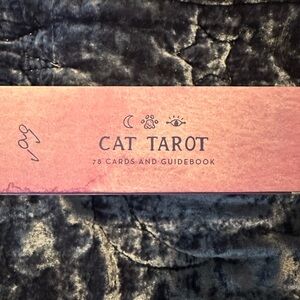 CAT TAROT
78 CARDS AND GUIDEBOOK